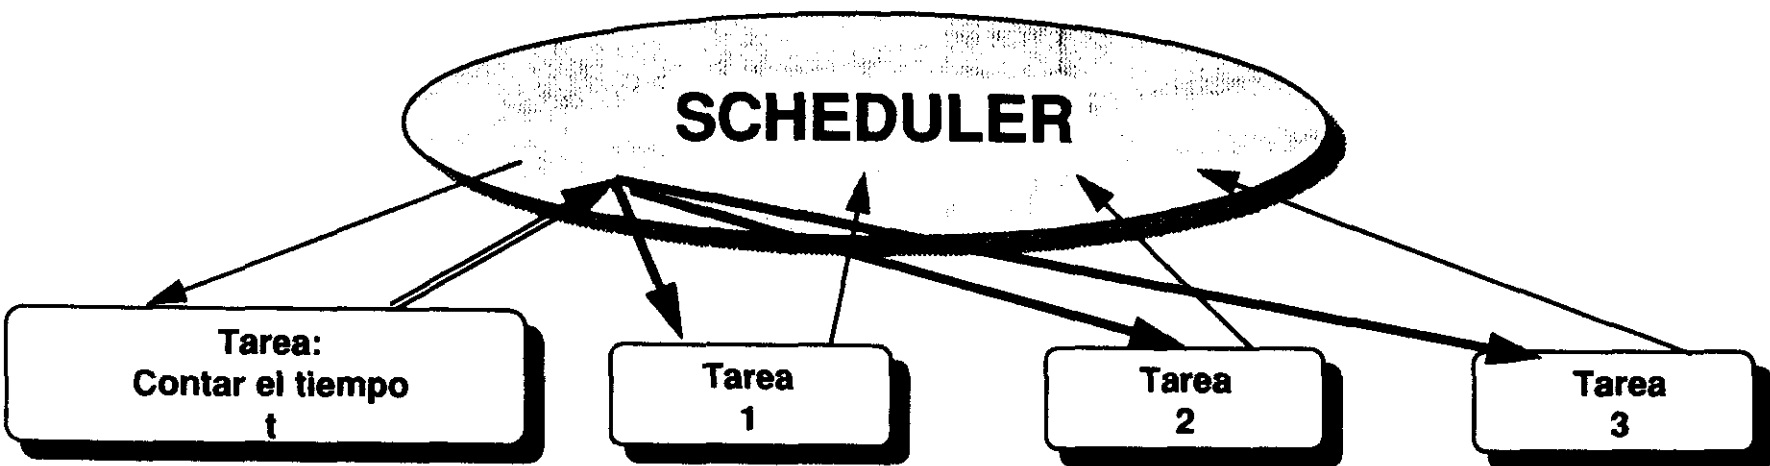 SCHEDULER
Tarea:
Contar el tiempo
t
Tarea
1
Tarea
2
Tarea
3